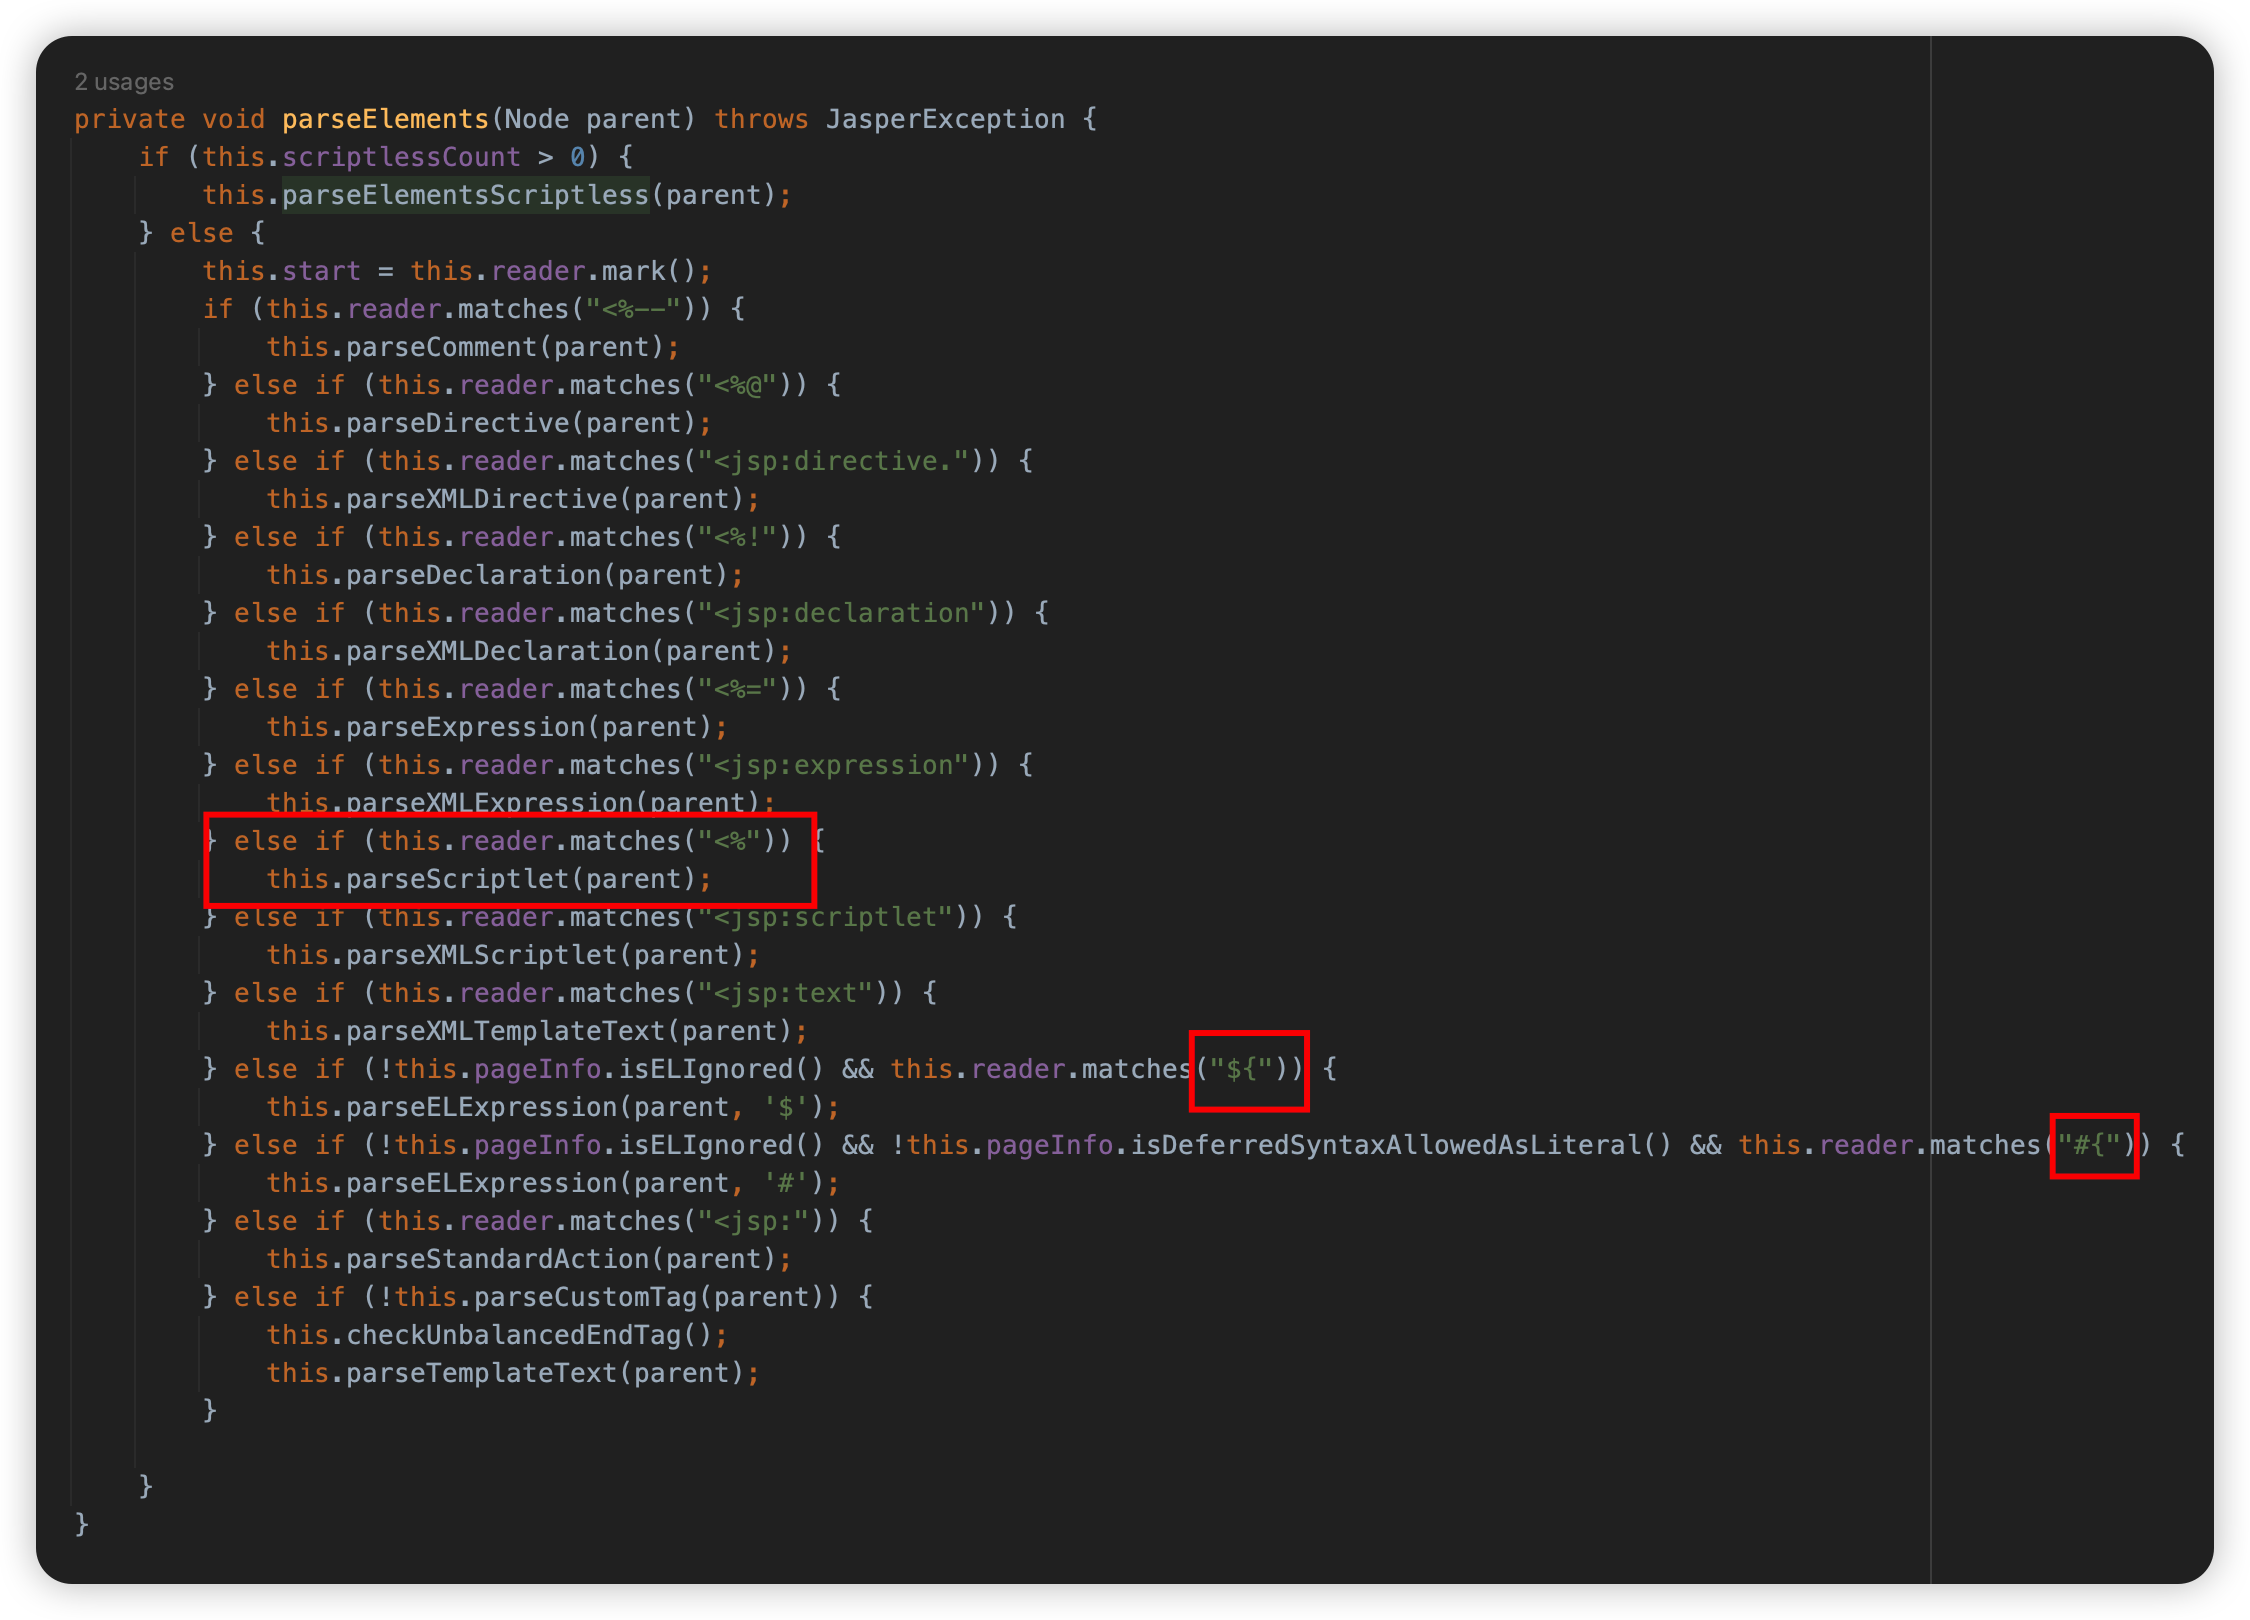 2 usages
private void parseElements(Node parent) throws JasperException {
    if (this.scriptlessCount > 0) {
        this.parseElementsScriptless(parent);
    } else {
        this.start = this.reader.mark();
        if (this.reader.matches("<%--")) {
            this.parseComment(parent);
        } else if (this.reader.matches("<%@")) {
            this.parseDirective(parent);
        } else if (this.reader.matches("<jsp:directive.")) {
            this.parseXMLDirective(parent);
        } else if (this.reader.matches("<%!")) {
            this.parseDeclaration(parent);
        } else if (this.reader.matches("<jsp:declaration")) {
            this.parseXMLDeclaration(parent);
        } else if (this.reader.matches("<%=")) {
            this.parseExpression(parent);
        } else if (this.reader.matches("<jsp:expression")) {
            this.parseXMLExpression(parent);
        } else if (this.reader.matches("<%")) {
            this.parseScriptlet(parent);
        } else if (this.reader.matches("<jsp:scriptlet")) {
            this.parseXMLScriptlet(parent);
        } else if (this.reader.matches("<jsp:text")) {
            this.parseXMLTemplateText(parent);
        } else if (!this.pageInfo.isELIgnored() && this.reader.matches("${")) {
            this.parseELExpression(parent, '$');
        } else if (!this.pageInfo.isELIgnored() && !this.pageInfo.isDeferredSyntaxAllowedAsLiteral() && this.reader.matches("#{")) {
            this.parseELExpression(parent, '#');
        } else if (this.reader.matches("<jsp:")) {
            this.parseStandardAction(parent);
        } else if (!this.parseCustomTag(parent)) {
            this.checkUnbalancedEndTag();
            this.parseTemplateText(parent);
        }
    }
}